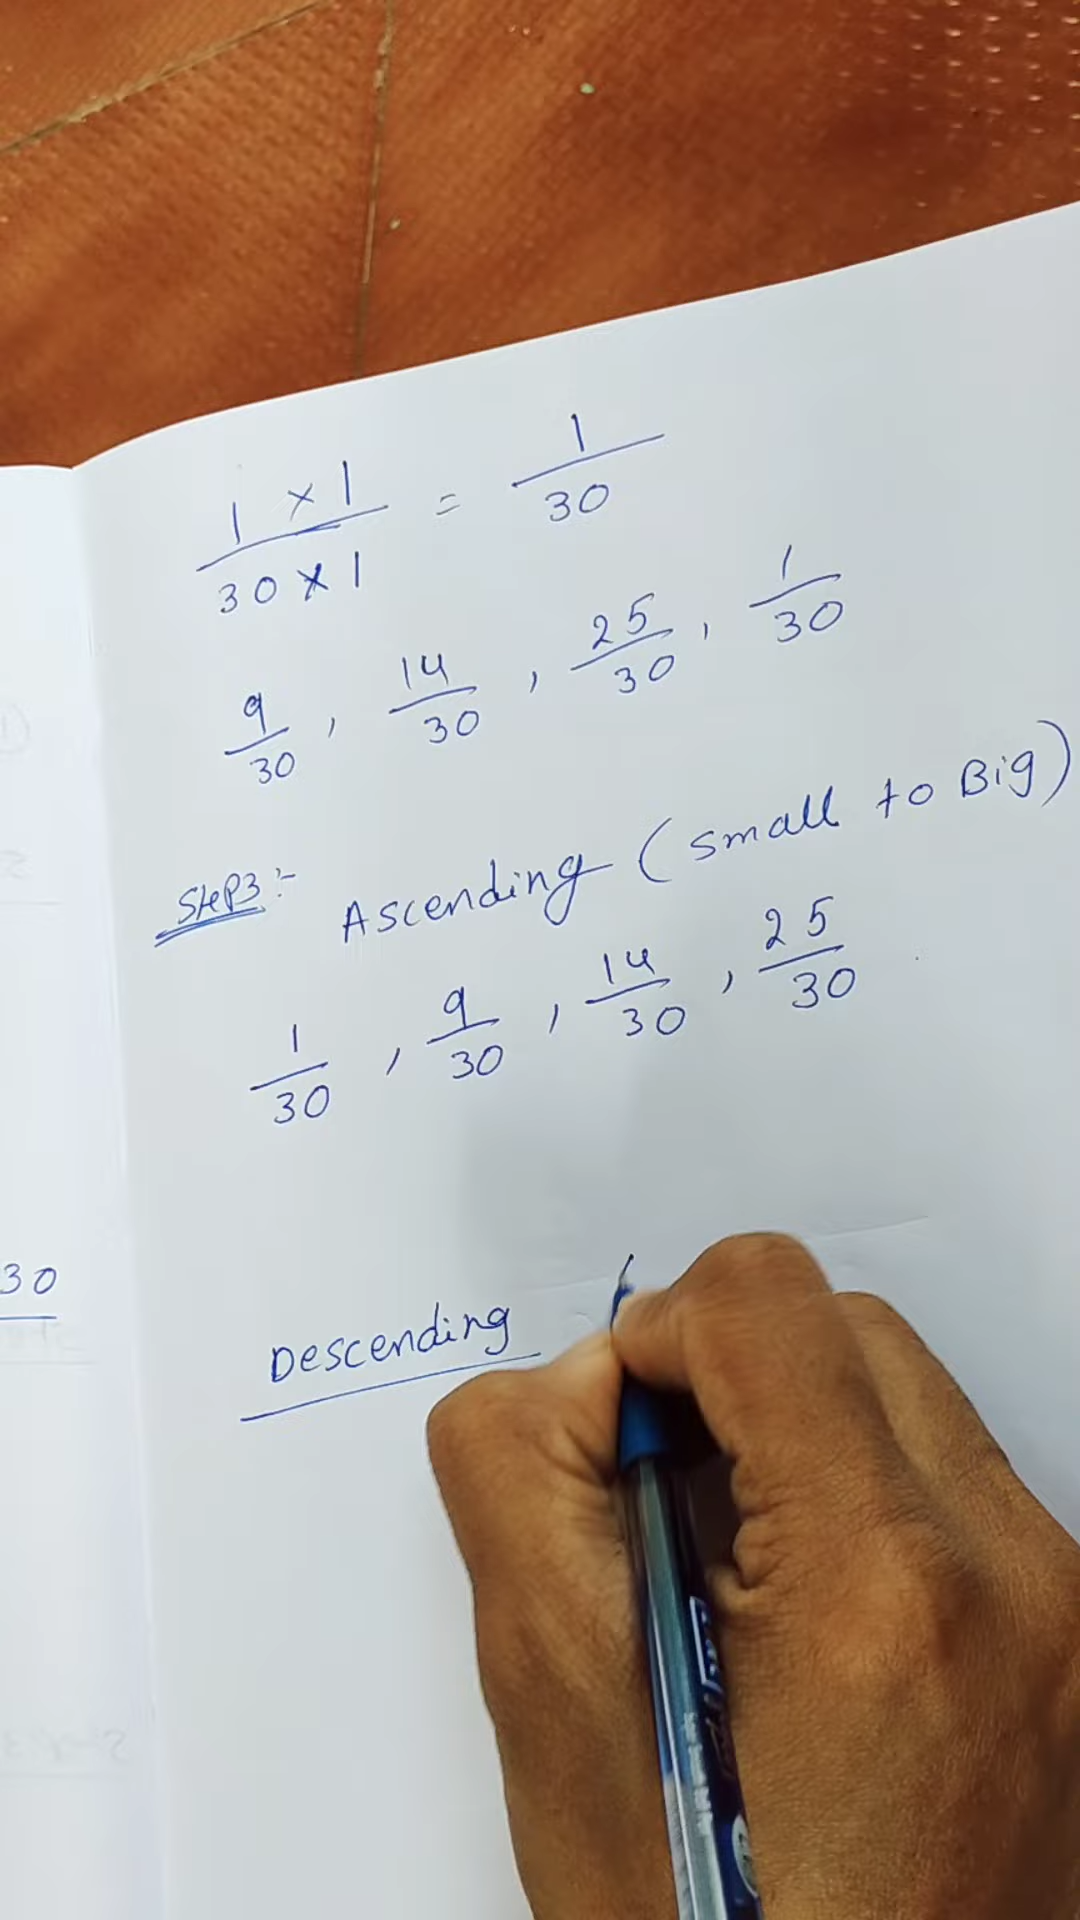 1 × 1 / 30 × 1 = 1/30
9/30 , 14/30 , 25/30 , 1/30
Step3 :- Ascending (small to Big)
1/30 , 9/30 , 14/30 , 25/30
30
Descending (